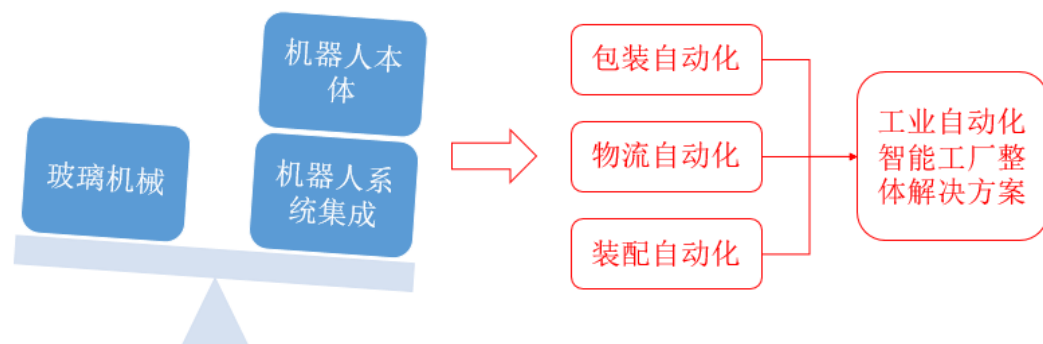 机器人本
体
玻璃机械
机器人系
统集成
包装自动化
物流自动化
装配自动化
工业自动化
智能工厂整
体解决方案